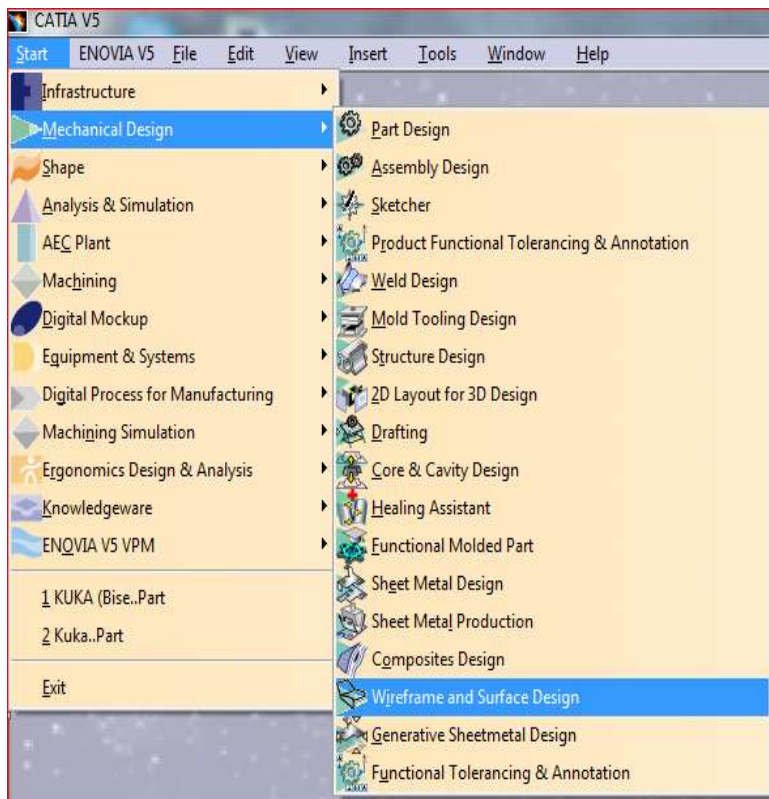 CATIA V5
Start ENOVIA V5 File Edit View Insert Tools Window Help
Infrastructure
Mechanical Design
Shape
Analysis & Simulation
AEC Plant
Machining
Digital Mockup
Equipment & Systems
Digital Process for Manufacturing
Machining Simulation
Ergonomics Design & Analysis
Knowledgeware
ENOVIA V5 VPM
1 KUKA (Bise..Part
2 Kuka..Part
Exit
Part Design
Assembly Design
Sketcher
Product Functional Tolerancing & Annotation
Weld Design
Mold Tooling Design
Structure Design
2D Layout for 3D Design
Drafting
Core & Cavity Design
Healing Assistant
Functional Molded Part
Sheet Metal Design
Sheet Metal Production
Composites Design
Wireframe and Surface Design
Generative Sheetmetal Design
Functional Tolerancing & Annotation